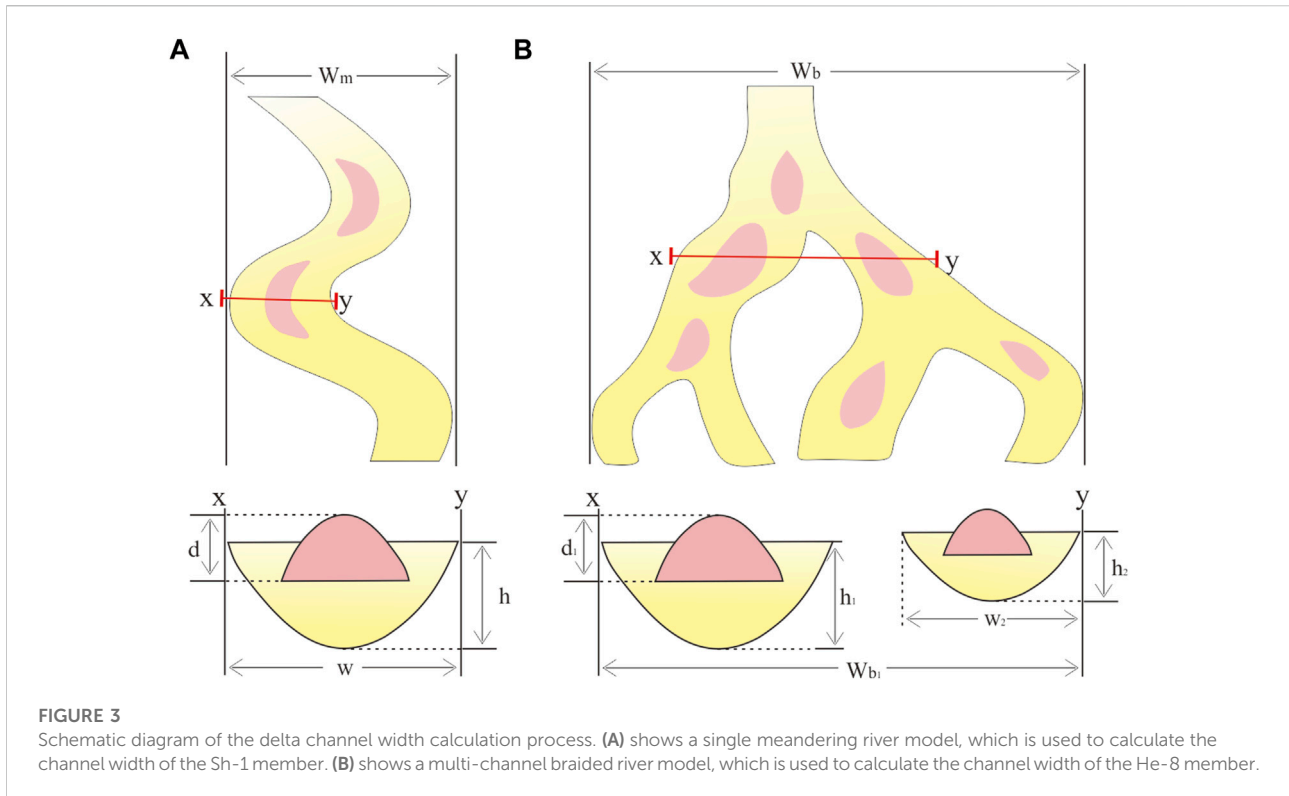 A
B
Wm
Wb
x
y
x
y
x
y
x
y
d
h
w
d1
h1
h2
w2
Wb1
FIGURE 3
Schematic diagram of the delta channel width calculation process. (A) shows a single meandering river model, which is used to calculate the
channel width of the Sh-1 member. (B) shows a multi-channel braided river model, which is used to calculate the channel width of the He-8 member.